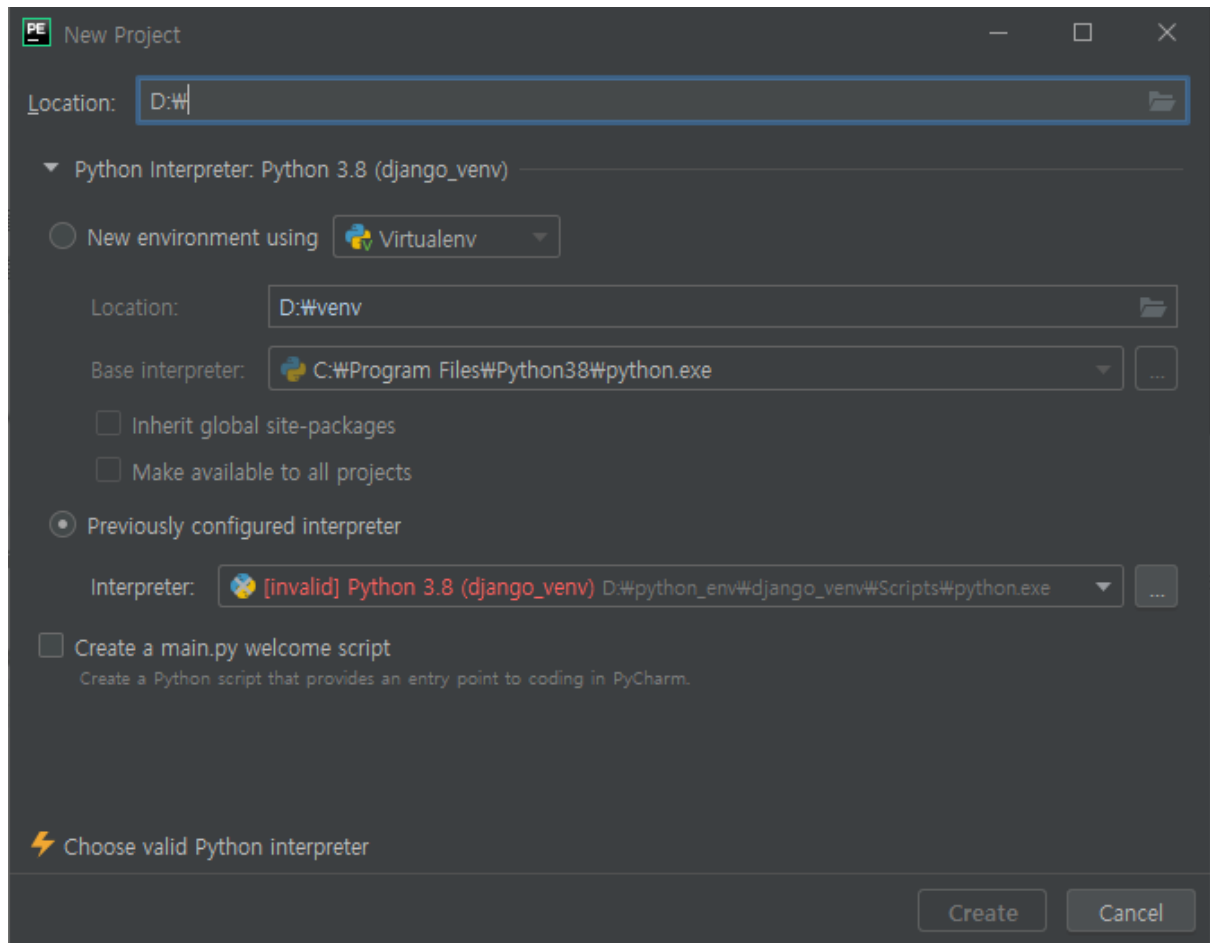 PE New Project
Location: D:₩
Python Interpreter: Python 3.8 (django_venv)
New environment using Virtualenv
Location: D:₩venv
Base interpreter: C:₩Program Files₩Python38₩python.exe ...
Inherit global site-packages
Make available to all projects
Previously configured interpreter
Interpreter: [invalid] Python 3.8 (django_venv) D:₩python_env₩django_venv₩Scripts₩python.exe ...
Create a main.py welcome script
Create a Python script that provides an entry point to coding in PyCharm.
Choose valid Python interpreter
Create Cancel